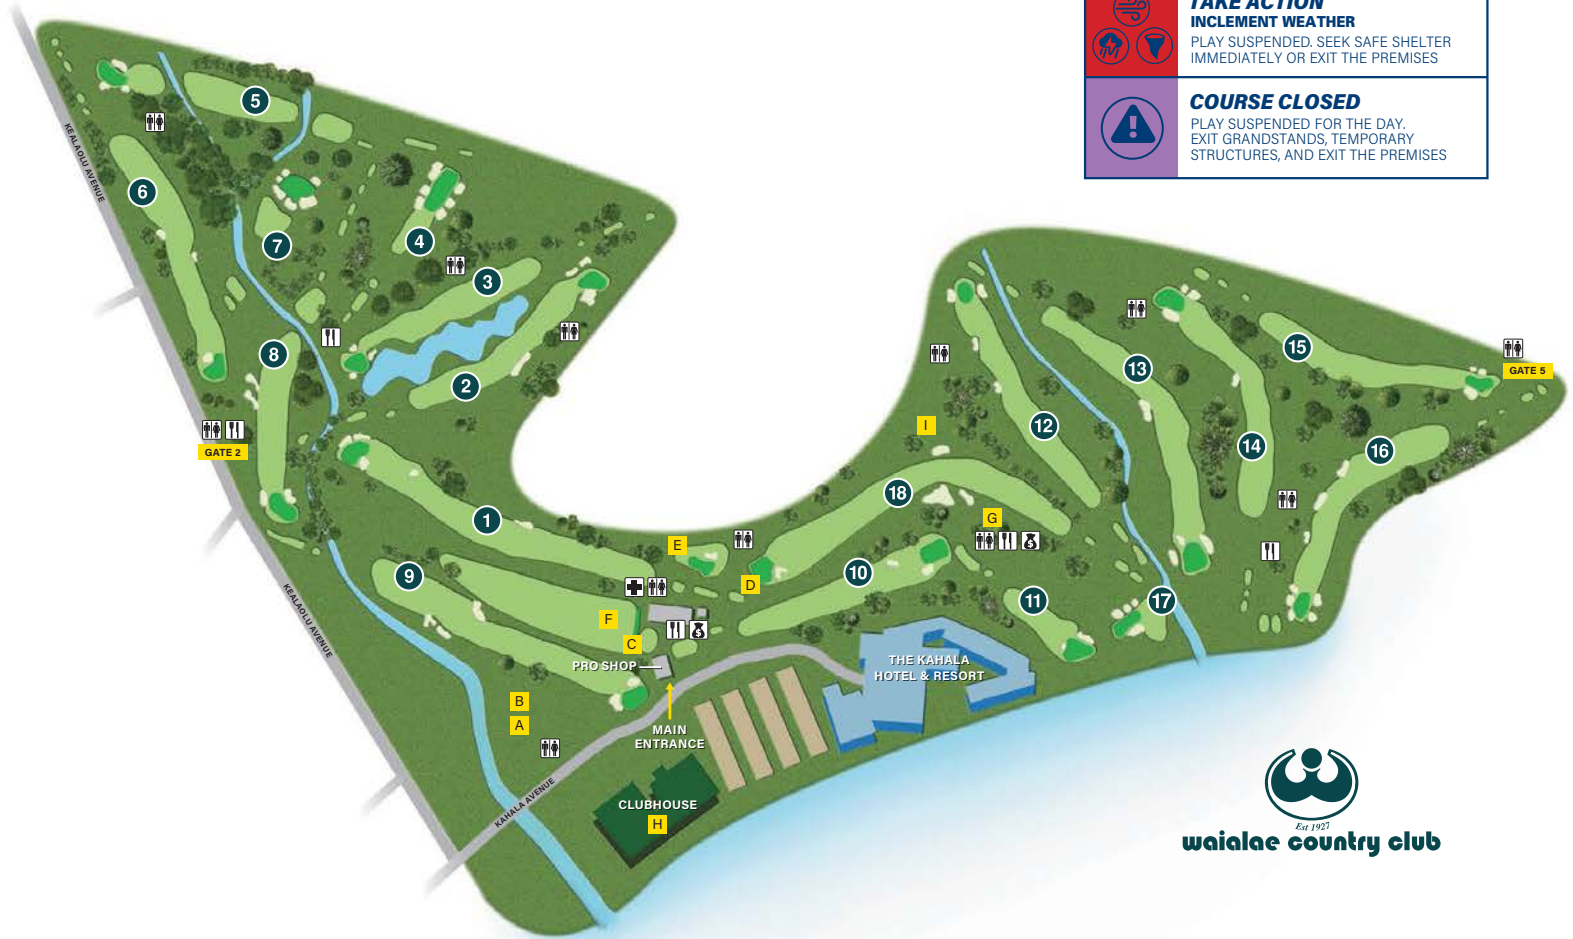 TAKE ACTION
INCLEMENT WEATHER
PLAY SUSPENDED. SEEK SAFE SHELTER
IMMEDIATELY OR EXIT THE PREMISES
COURSE CLOSED
PLAY SUSPENDED FOR THE DAY.
EXIT GRANDSTANDS, TEMPORARY
STRUCTURES, AND EXIT THE PREMISES
5
KEALAOLU AVENUE
6
7
4
3
8
2
GATE 2
1
9
15
GATE 5
13
12
14
16
I
18
G
E
10
D
11
17
F
C
PRO SHOP
THE KAHALA
HOTEL & RESORT
KEALAOLU AVENUE
B
A
MAIN
ENTRANCE
KAHALA AVENUE
CLUBHOUSE
H
$
$
Est 1927
waialae country club